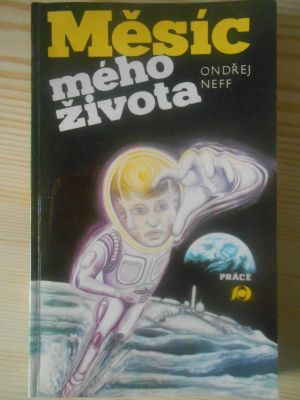 Měsíc
mého
života
ONDŘEJ
NEFF
PRÁCE